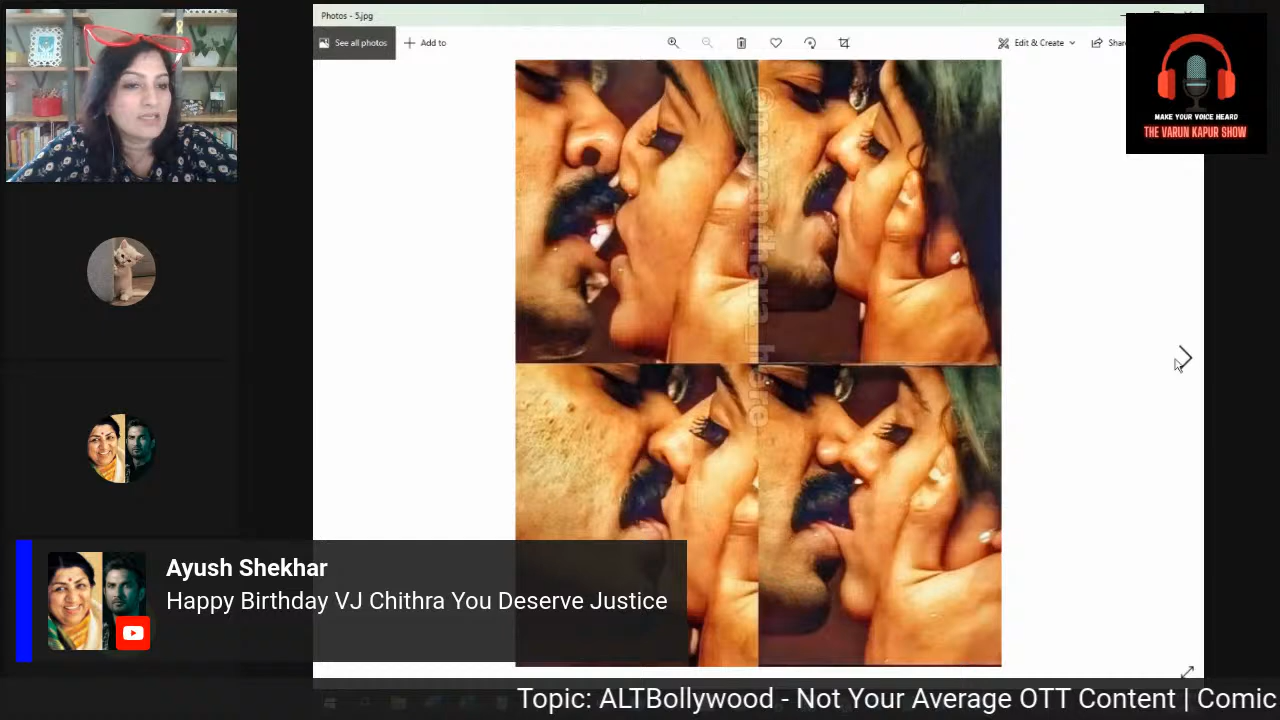 Photos - 5.jpg
See all photos
Add to
Edit & Create
Shar
MAKE YOUR VOICE HEARD
THE VARUN KAPUR SHOW
Ayush Shekhar
Happy Birthday VJ Chithra You Deserve Justice
Topic: ALTBollywood - Not Your Average OTT Content | Comic